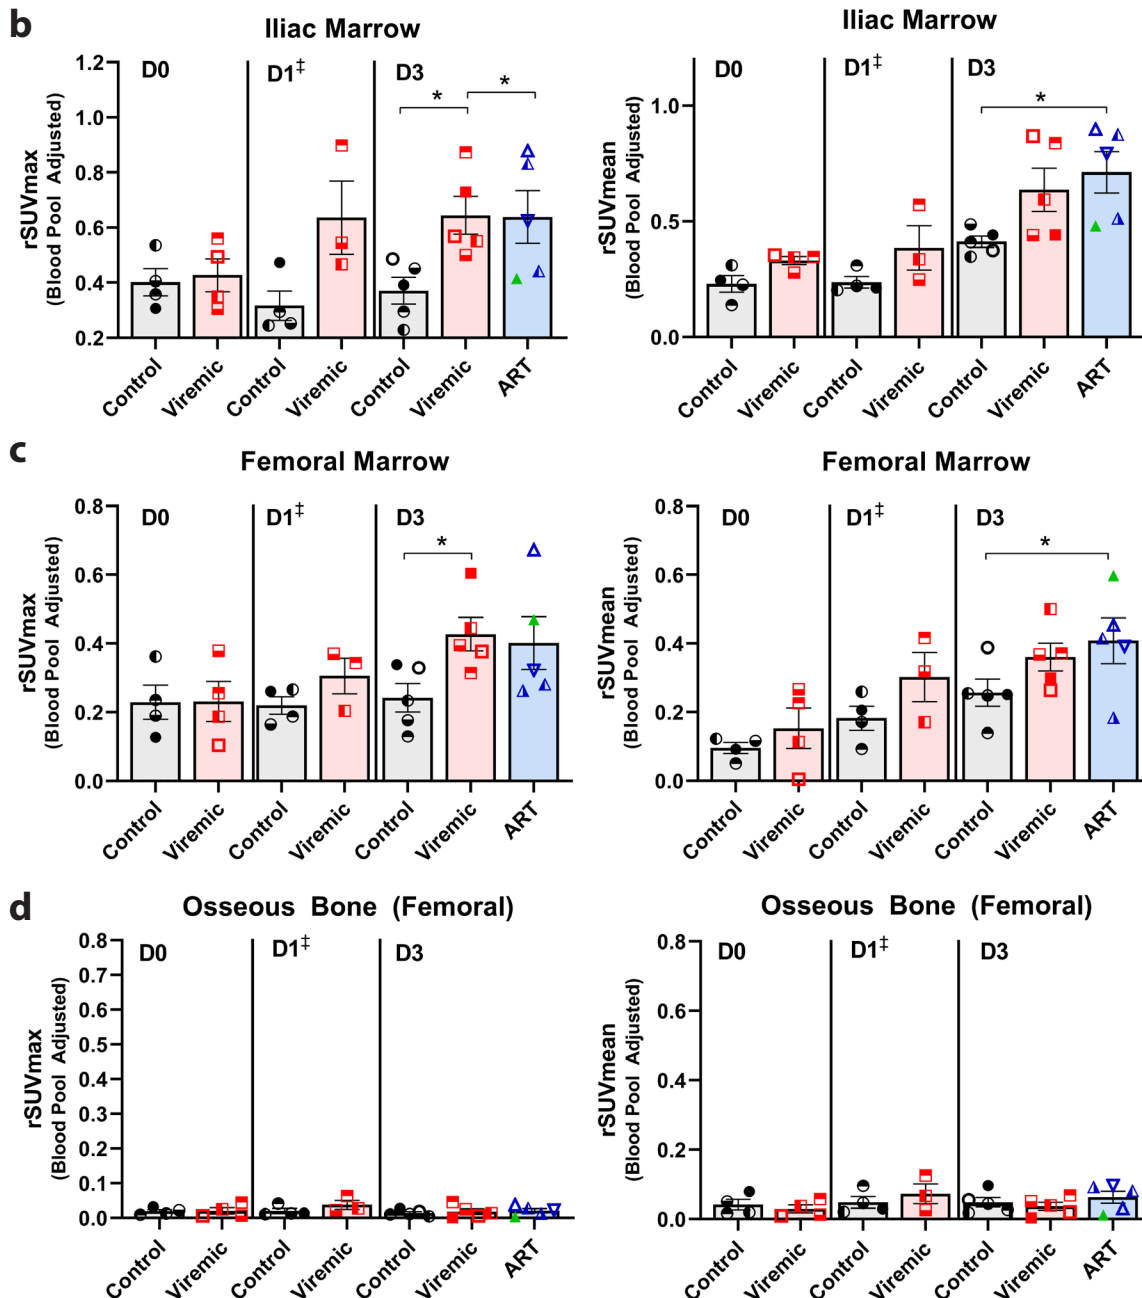 b
Iliac Marrow
rSUVmax
(Blood Pool Adjusted)
1.2
1.0
0.8
0.6
0.4
0.2
D0
D1‡
D3
*
*
Control
Viremic
Control
Viremic
Control
Viremic
ART
Iliac Marrow
rSUVmean
(Blood Pool Adjusted)
1.0
0.5
0.0
D0
D1‡
D3
*
Control
Viremic
Control
Viremic
Control
Viremic
ART
c
Femoral Marrow
rSUVmax
(Blood Pool Adjusted)
0.8
0.6
0.4
0.2
0.0
D0
D1‡
D3
*
Control
Viremic
Control
Viremic
Control
Viremic
ART
Femoral Marrow
rSUVmean
(Blood Pool Adjusted)
0.8
0.6
0.4
0.2
0.0
D0
D1‡
D3
*
Control
Viremic
Control
Viremic
Control
Viremic
ART
d
Osseous Bone (Femoral)
rSUVmax
(Blood Pool Adjusted)
0.8
0.7
0.6
0.5
0.4
0.3
0.2
0.1
0.0
D0
D1‡
D3
Control
Viremic
Control
Viremic
Control
Viremic
ART
Osseous Bone (Femoral)
rSUVmean
(Blood Pool Adjusted)
0.8
0.6
0.4
0.2
0.0
D0
D1‡
D3
Control
Viremic
Control
Viremic
Control
Viremic
ART